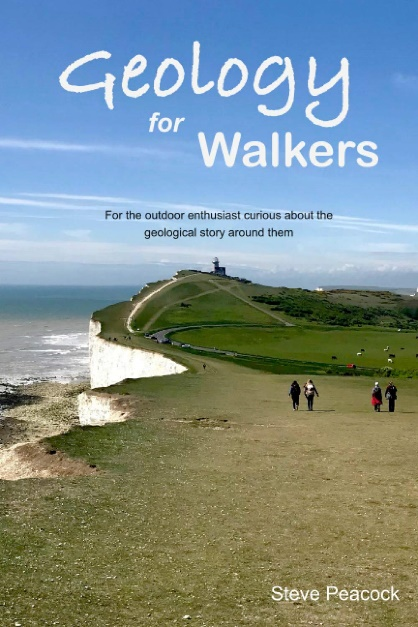 Geology
for
Walkers
For the outdoor enthusiast curious about the
geological story around them
Steve Peacock